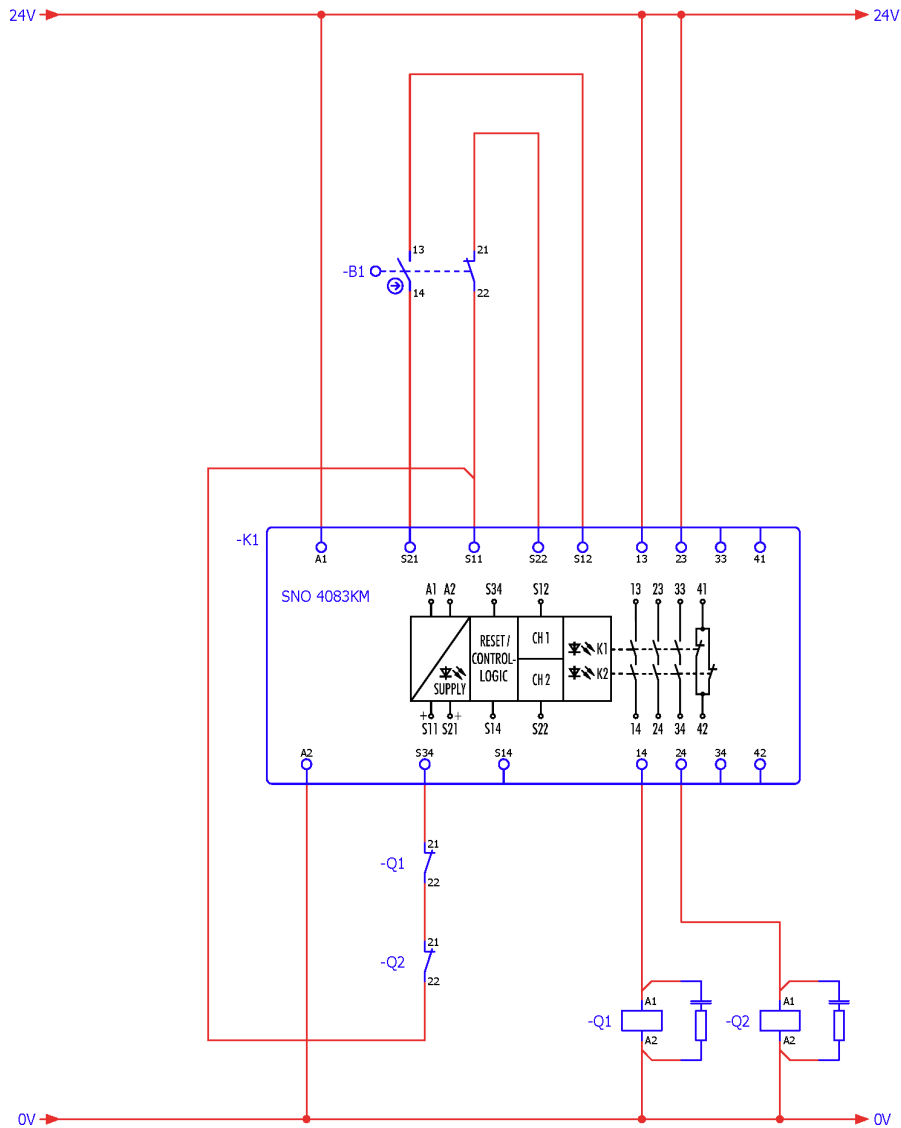 24V 24V
13 21
-B1
14 22
-K1
A1 S21 S11 S22 S12 13 23 33 41
SNO 4083KM
A1 A2 S34 S12 13 23 33 41
RESET/ CH 1 K1
CONTROL-
LOGIC CH 2 K2
SUPPLY
+ +
S11 S21 S14 S22 14 24 34 42
A2 S34 S14 14 24 34 42
21
-Q1
22
21
-Q2
22
A1 A1
-Q1 -Q2
A2 A2
0V 0V